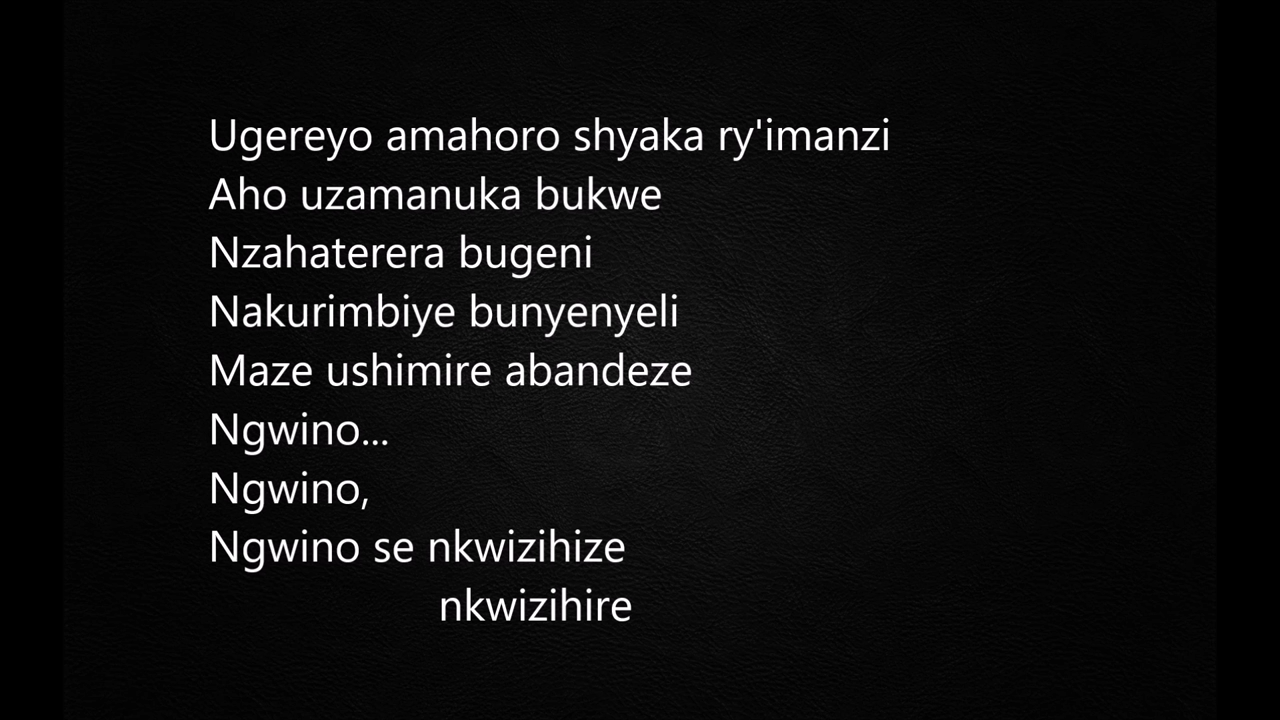 Ugereyo amahoro shyaka ry'imanzi
Aho uzamanuka bukwe
Nzahaterera bugeni
Nakurimbiye bunyenyeli
Maze ushimire abandeze
Ngwino...
Ngwino,
Ngwino se nkwizihize
nkwizihire